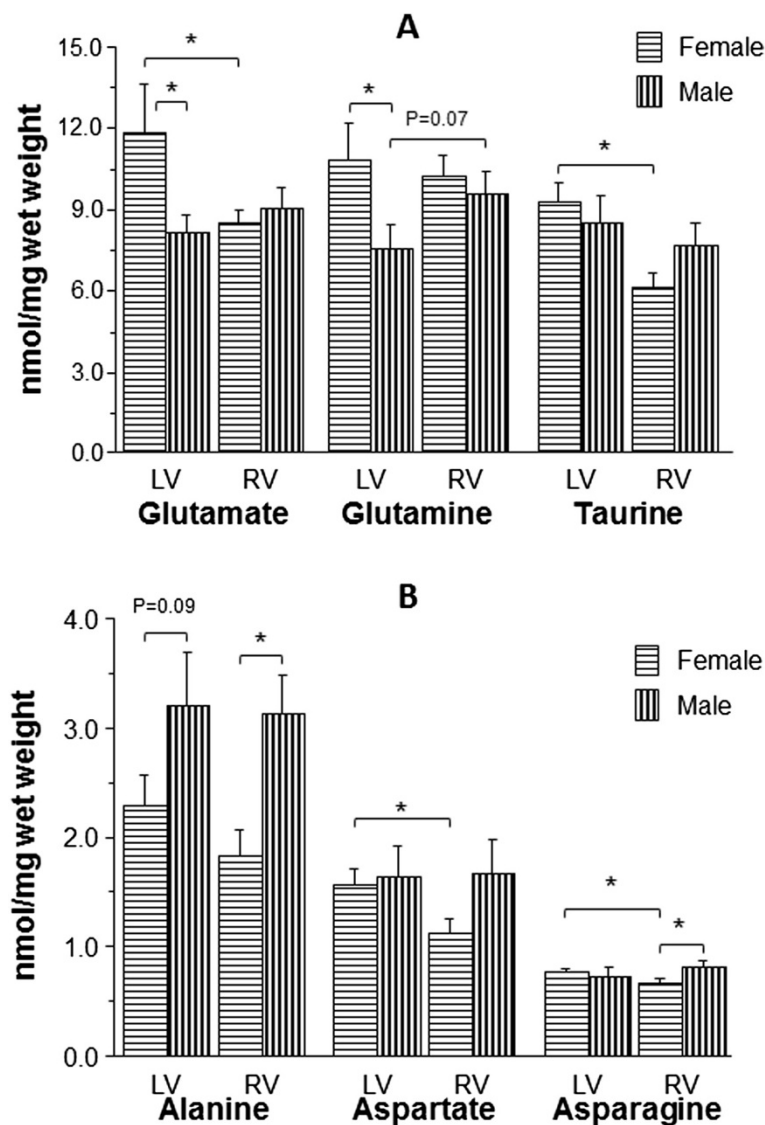 A
15.0
12.0
9.0
6.0
3.0
0.0
nmol/mg wet weight
Female
Male
*
*
*
P=0.07
*
LV RV LV RV LV RV
Glutamate Glutamine Taurine
B
4.0
3.0
2.0
1.0
0.0
nmol/mg wet weight
Female
Male
P=0.09
*
*
*
*
LV RV LV RV LV RV
Alanine Aspartate Asparagine